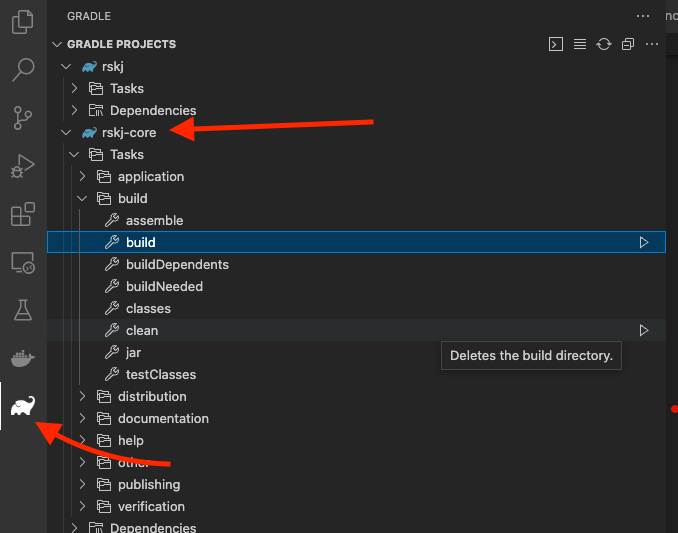 GRADLE
GRADLE PROJECTS
rskj
Tasks
Dependencies
rskj-core
Tasks
application
build
assemble
build
buildDependents
buildNeeded
classes
clean
jar
Deletes the build directory.
testClasses
distribution
documentation
help
other
publishing
verification
Dependencies